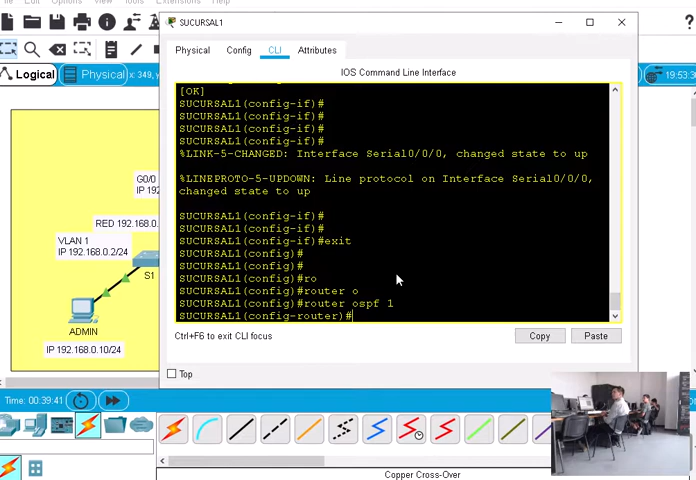 SUCURSAL1
Physical
Config
CLI
Attributes
Logical
Physical
x: 349, y
19:53:3
IOS Command Line Interface
[OK]
SUCURSAL1(config-if)#
SUCURSAL1(config-if)#
SUCURSAL1(config-if)#
SUCURSAL1(config-if)#
%LINK-5-CHANGED: Interface Serial0/0/0, changed state to up
%LINEPROTO-5-UPDOWN: Line protocol on Interface Serial0/0/0,
changed state to up
SUCURSAL1(config-if)#
SUCURSAL1(config-if)#
SUCURSAL1(config-if)#exit
SUCURSAL1(config)#
SUCURSAL1(config)#
SUCURSAL1(config)#ro
SUCURSAL1(config)#router o
SUCURSAL1(config)#router ospf 1
SUCURSAL1(config-router)#
G0/0
IP 192.
RED 192.168.0.
VLAN 1
IP 192.168.0.2/24
S1
ADMIN
IP 192.168.0.10/24
Ctrl+F6 to exit CLI focus
Copy
Paste
Top
Time: 00:39:41
Copper Cross-Over